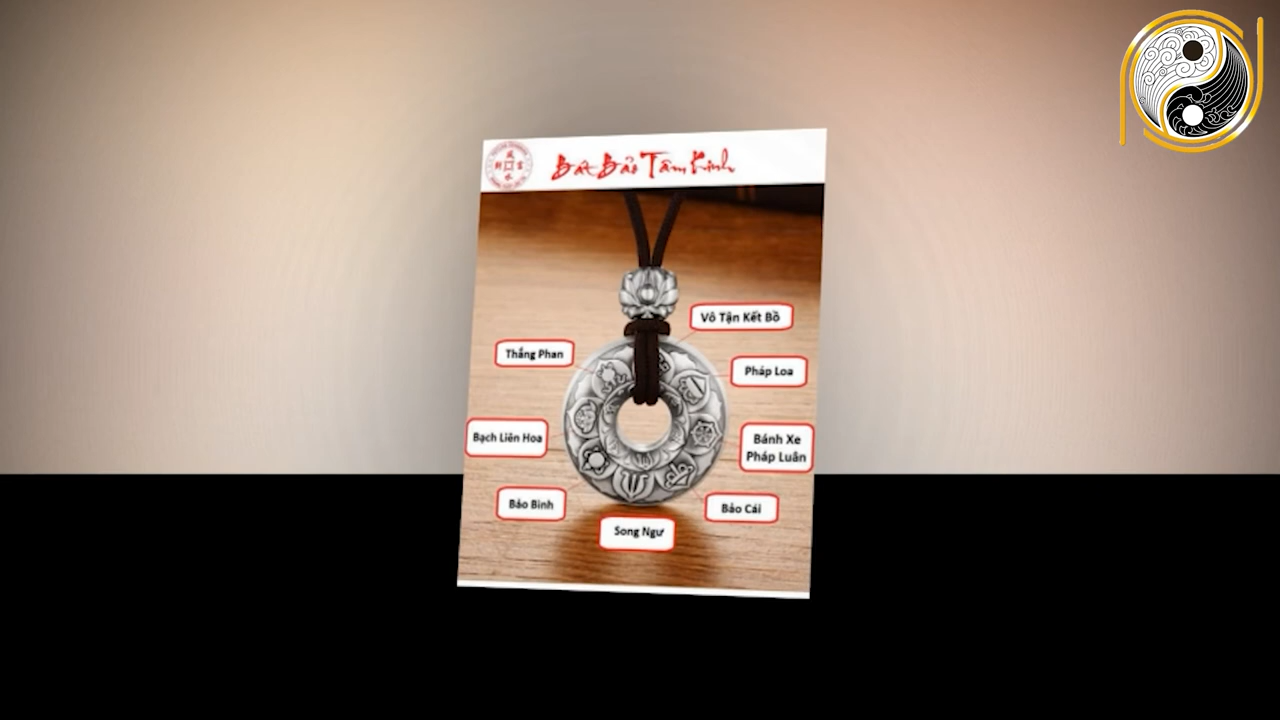 Bát Bảo Tâm Kinh
Vô Tận Kết Bồ
Thắng Phan
Pháp Loa
Bạch Liên Hoa
Bánh Xe
Pháp Luân
Bảo Bình
Bảo Cái
Song Ngư